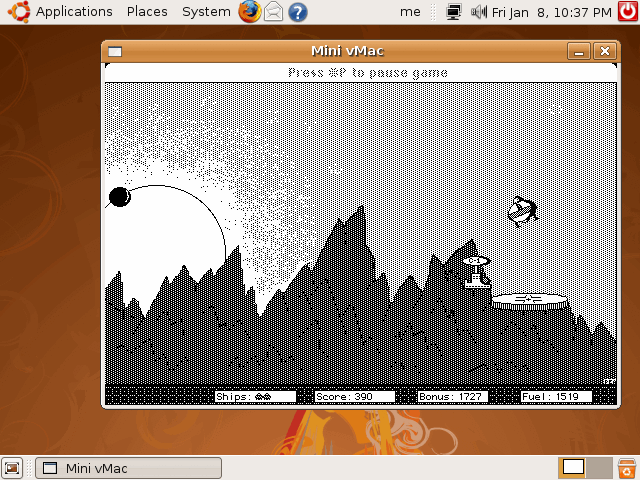 Applications Places System me Fri Jan 8, 10:37 PM
Mini vMac
Press ⌘P to pause game
Ships:
Score: 390
Bonus: 1727
Fuel: 1519
Mini vMac